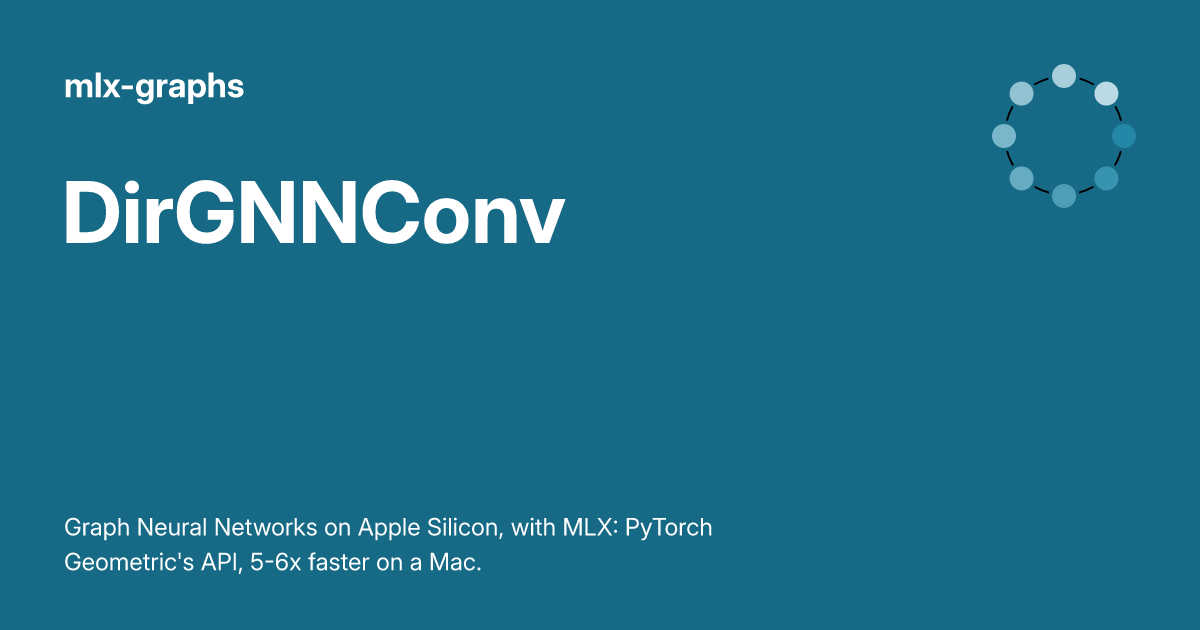 mlx-graphs
DirGNNConv
Graph Neural Networks on Apple Silicon, with MLX: PyTorch
Geometric's API, 5-6x faster on a Mac.